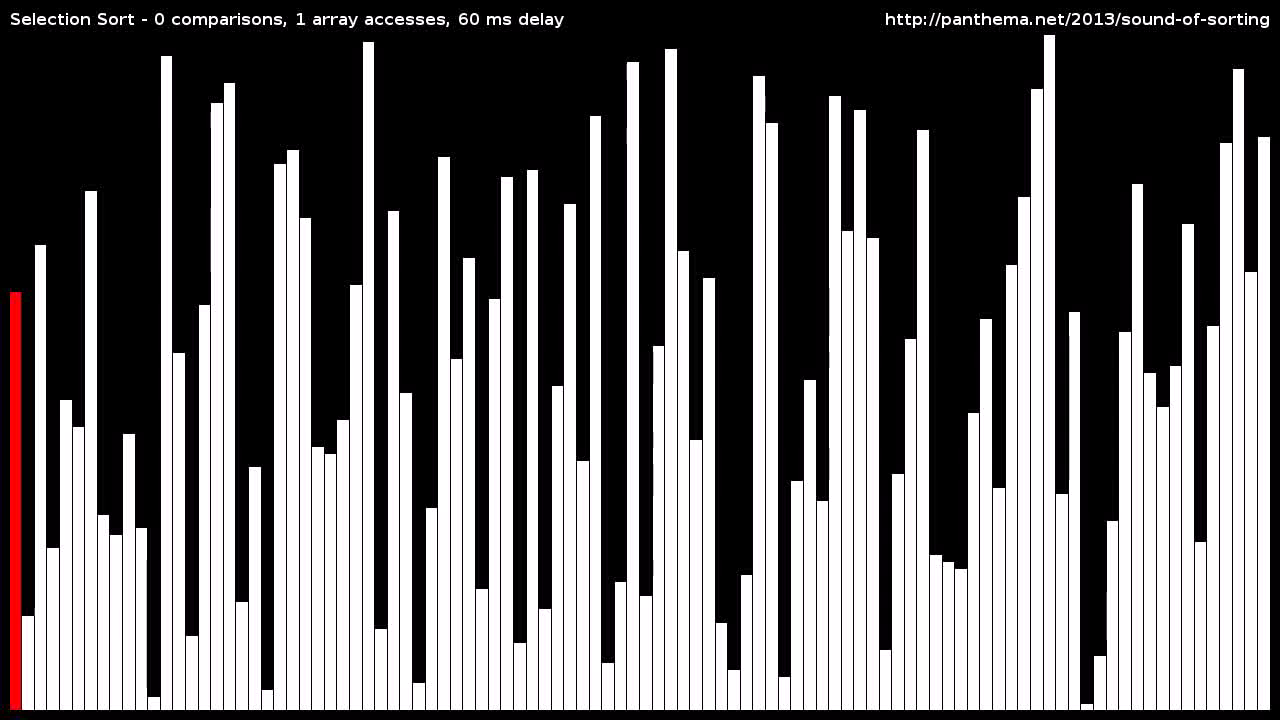 Selection Sort - 0 comparisons, 1 array accesses, 60 ms delay
http://panthema.net/2013/sound-of-sorting